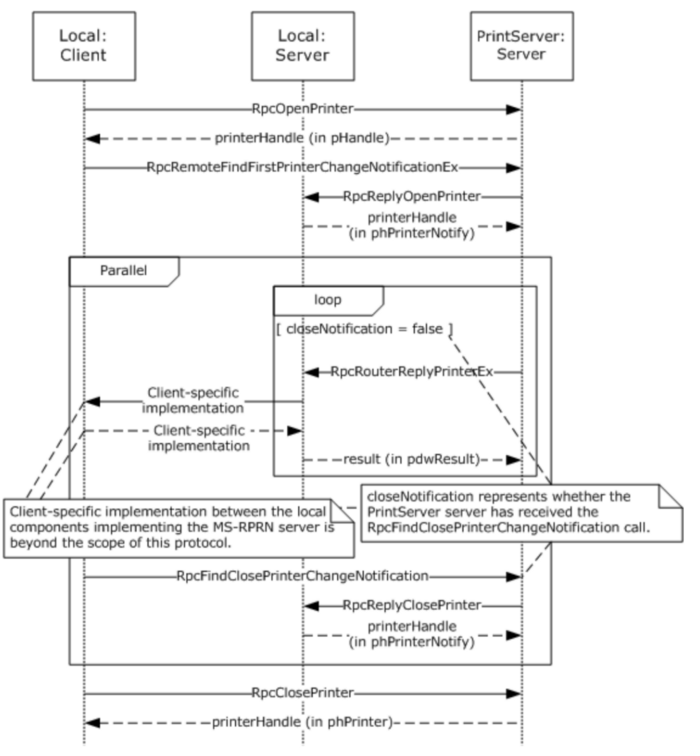 Local:
Client
Local:
Server
PrintServer:
Server
RpcOpenPrinter
printerHandle (in pHandle)
RpcRemoteFindFirstPrinterChangeNotificationEx
RpcReplyOpenPrinter
printerHandle
(in phPrinterNotify)
Parallel
loop
[ closeNotification = false ]
RpcRouterReplyPrinterEx
Client-specific
implementation
Client-specific
implementation
result (in pdwResult)
Client-specific implementation between the local
components implementing the MS-RPRN server is
beyond the scope of this protocol.
closeNotification represents whether the
PrintServer server has received the
RpcFindClosePrinterChangeNotification call.
RpcFindClosePrinterChangeNotification
RpcReplyClosePrinter
printerHandle
(in phPrinterNotify)
RpcClosePrinter
printerHandle (in phPrinter)